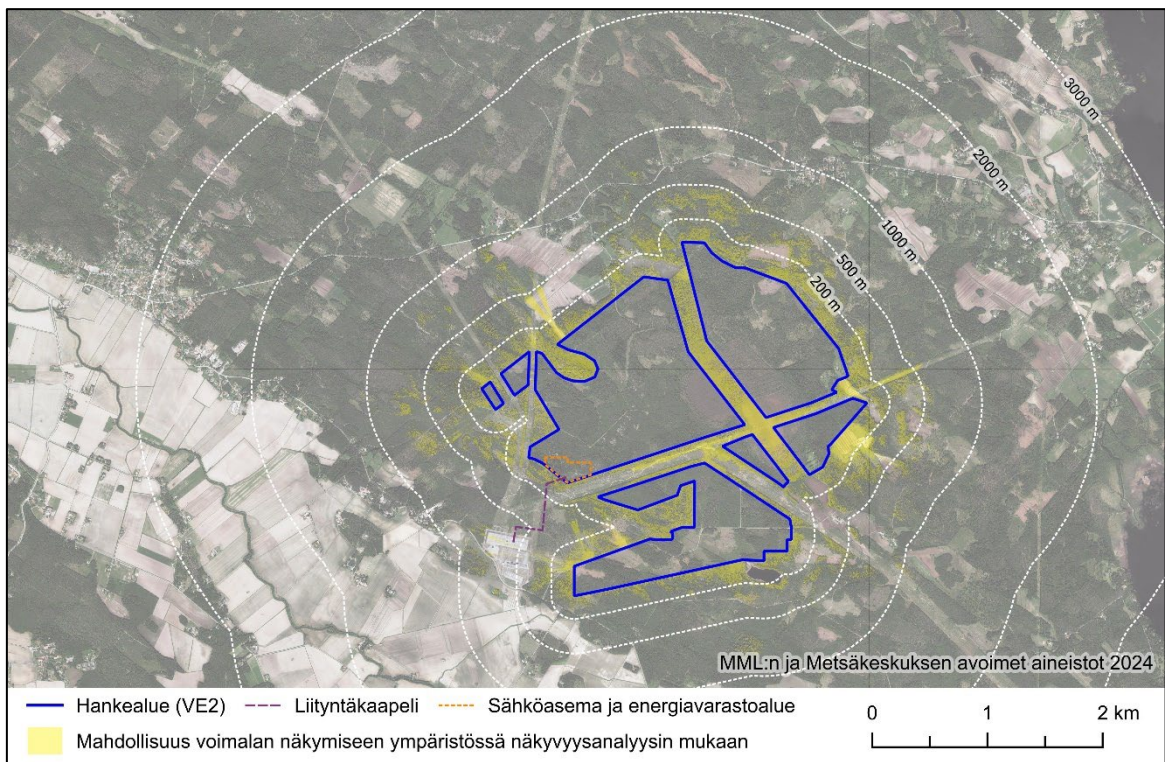 3000 m
2000 m
1000 m
500 m
200 m
MML:n ja Metsäkeskuksen avoimet aineistot 2024
Hankealue (VE2) Liityntäkaapeli Sähköasema ja energiavarastoalue
Mahdollisuus voimalan näkymiseen ympäristössä näkyvyysanalyysin mukaan
0 1 2 km